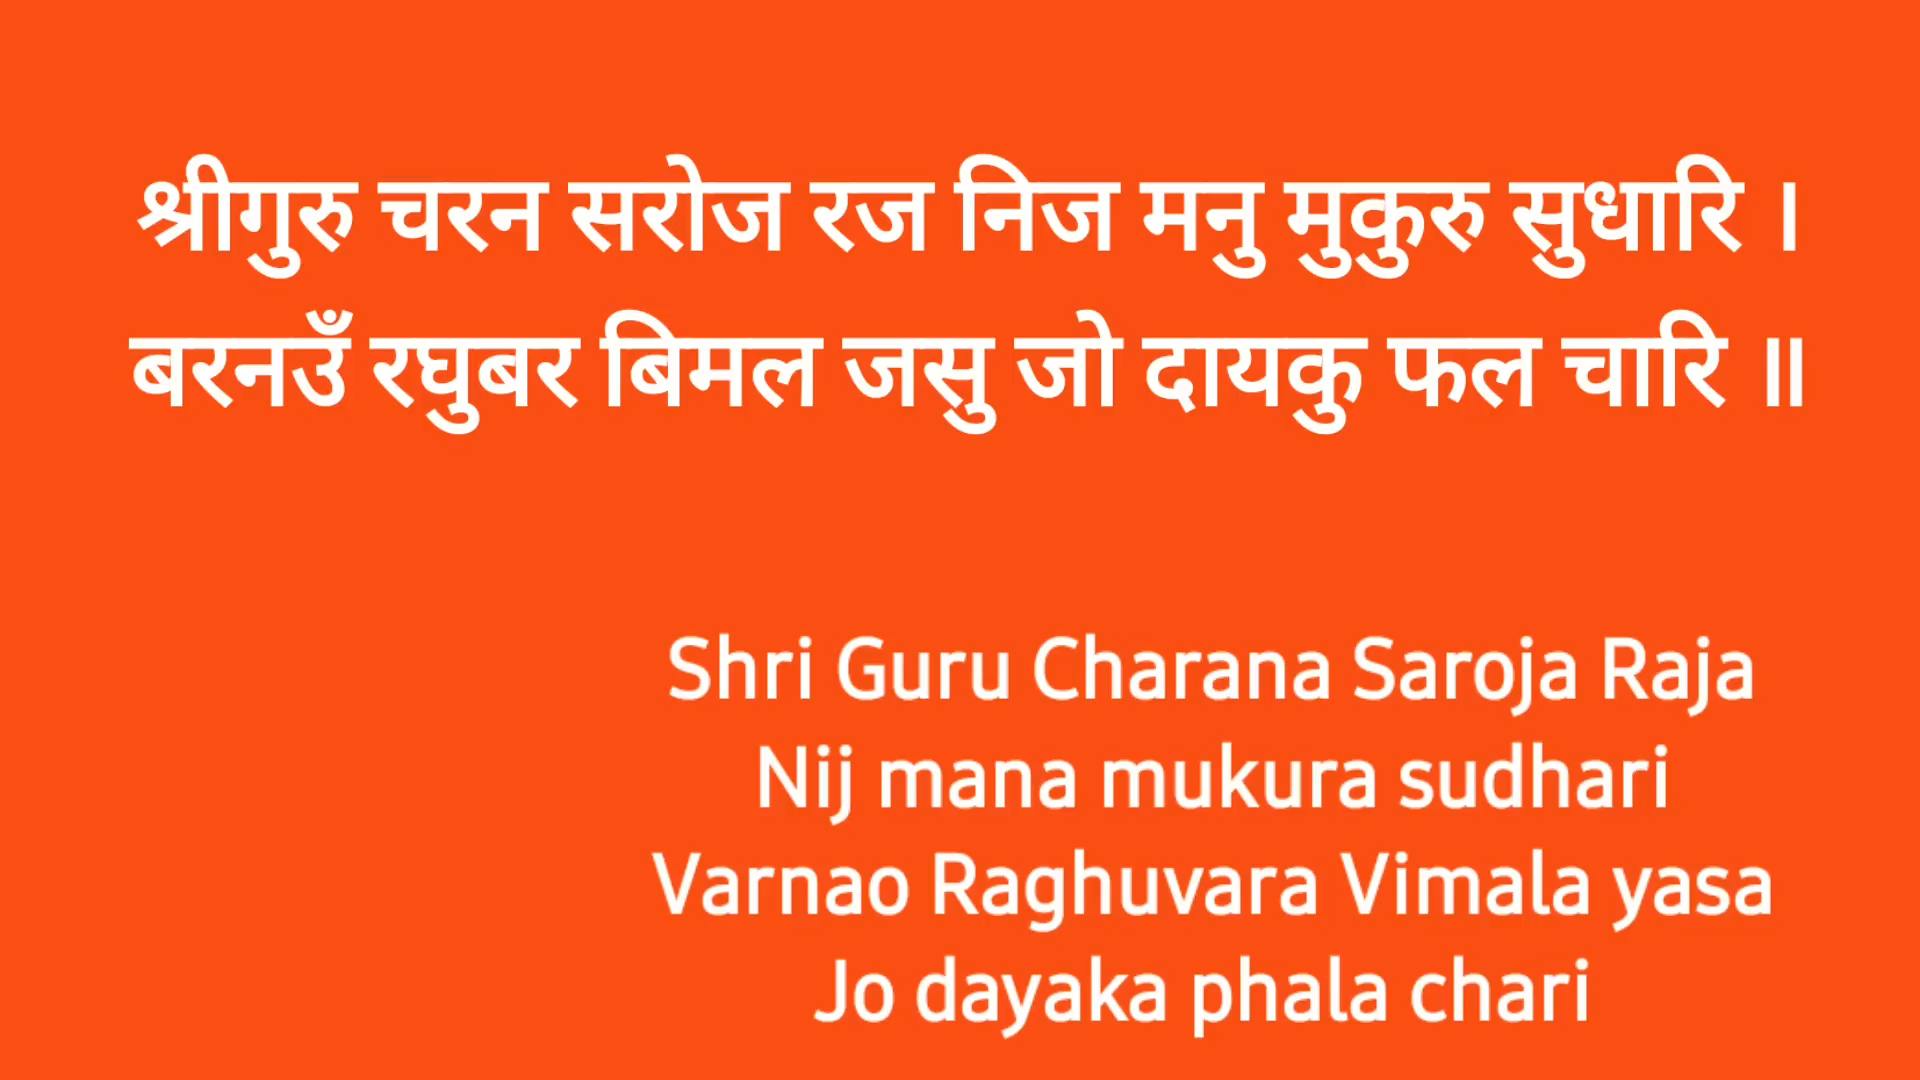 श्रीगुरु चरन सरोज रज निज मनु मुकुरु सुधारि ।
बरनउँ रघुबर बिमल जसु जो दायकु फल चारि ॥
Shri Guru Charana Saroja Raja
Nij mana mukura sudhari
Varnao Raghuvara Vimala yasa
Jo dayaka phala chari